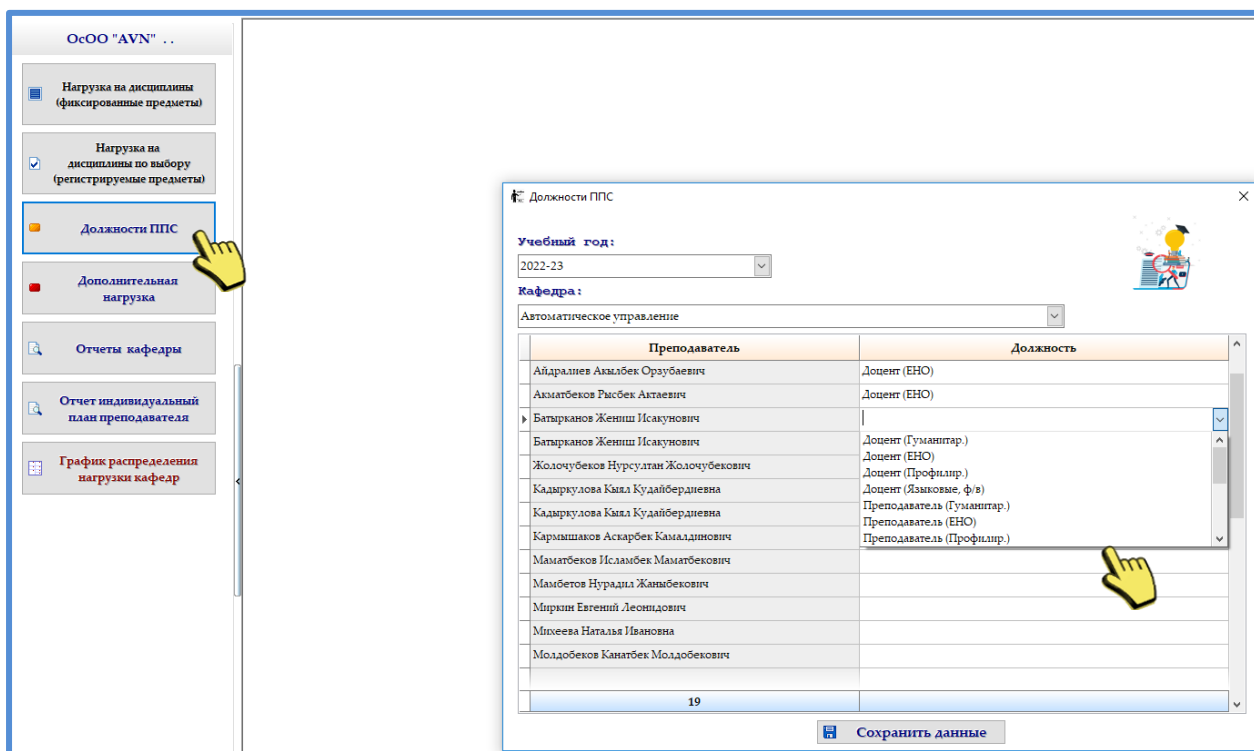 ОсОО "AVN" . .
Нагрузка на дисциплины
(фиксированные предметы)
Нагрузка на
дисциплины по выбору
(регистрируемые предметы)
Должности ППС
Дополнительная
нагрузка
Отчеты кафедры
Отчет индивидуальный
план преподавателя
График распределения
нагрузки кафедр
Должности ППС
Учебный год:
2022-23
Кафедра:
Автоматическое управление
Преподаватель Должность
Айдралиев Акылбек Орзубаевич Доцент (ЕНО)
Акматбеков Рысбек Актаевич Доцент (ЕНО)
Батырканов Жениш Исакунович
Батырканов Жениш Исакунович Доцент (Гуманитар.)
Доцент (ЕНО)
Жолочубеков Нурсултан Жолочубекович Доцент (Профилир.)
Кадыркулова Кыял Кудайбердиевна Доцент (Языковые, ф/в)
Преподаватель (Гуманитар.)
Кадыркулова Кыял Кудайбердиевна Преподаватель (ЕНО)
Кармышаков Аскарбек Камалдинович Преподаватель (Профилир.)
Маматбеков Исламбек Маматбекович
Мамбетов Нурадил Жаныбекович
Миркин Евгений Леонидович
Михеева Наталья Ивановна
Молдобеков Канатбек Молдобекович
19
Сохранить данные